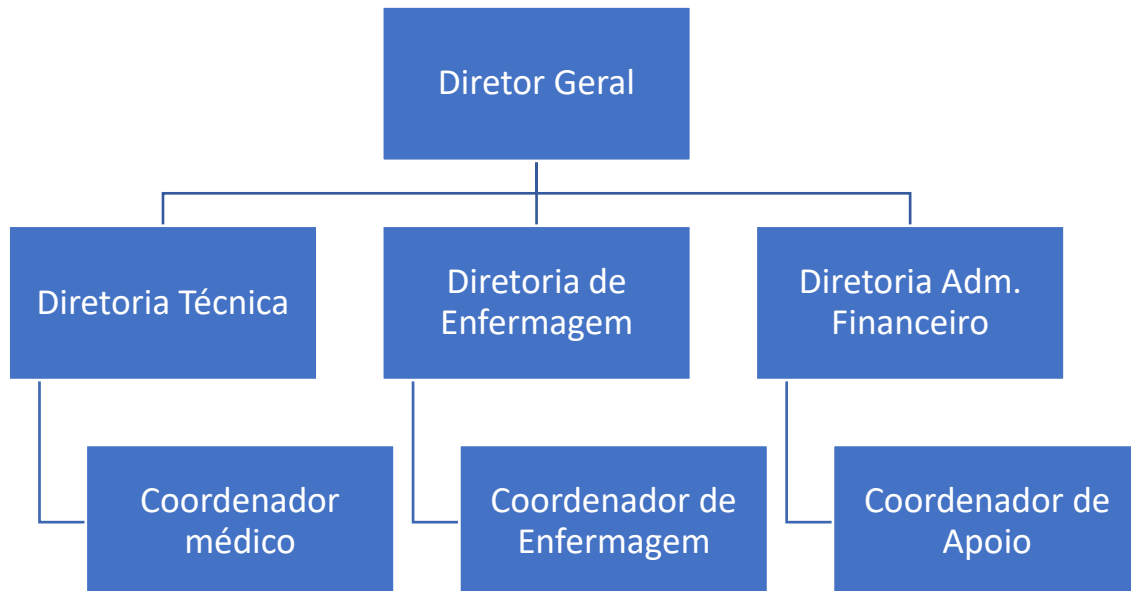 Diretor Geral
Diretoria Técnica
Diretoria de
Enfermagem
Diretoria Adm.
Financeiro
Coordenador
médico
Coordenador de
Enfermagem
Coordenador de
Apoio